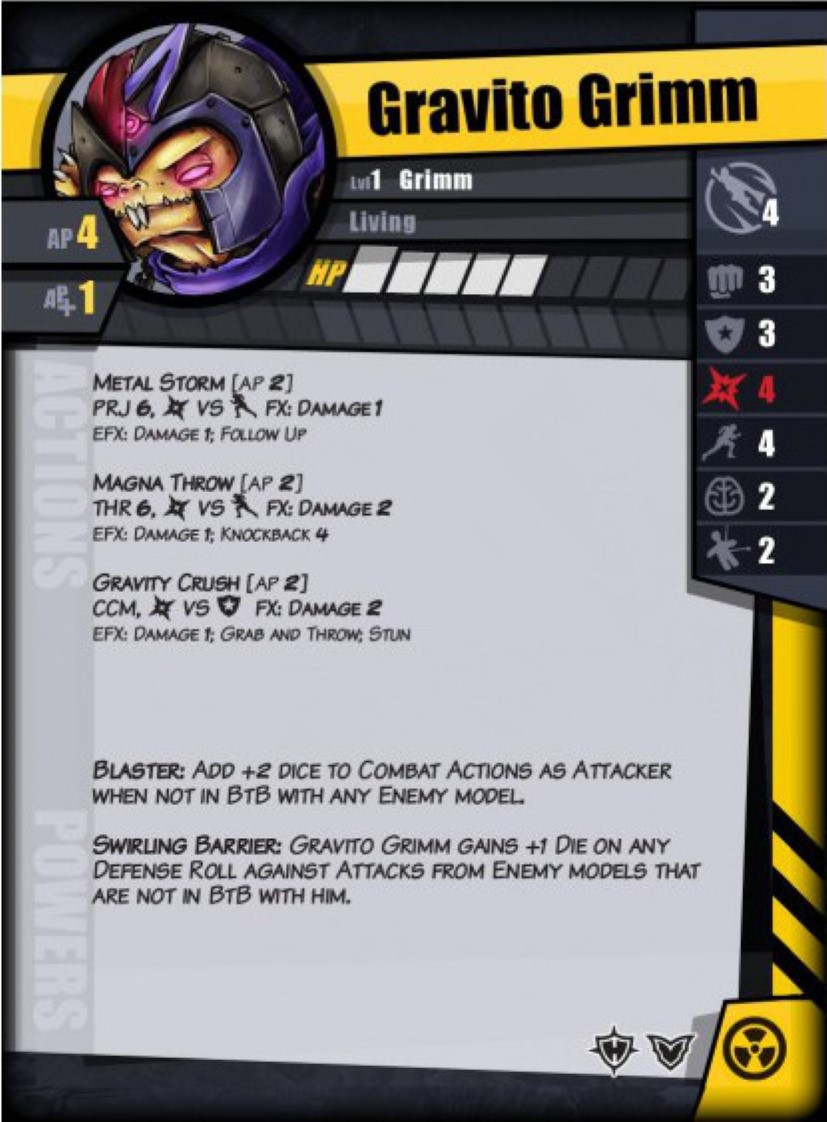 Gravito Grimm
Lvl1 Grimm
Living
AP 4
AP+ 1
HP
4
3
3
4
4
2
2
ACTIONS
METAL STORM [AP 2]
PRJ 6, VS FX: DAMAGE 1
EFX: DAMAGE 1; FOLLOW UP
MAGNA THROW [AP 2]
THR 6, VS FX: DAMAGE 2
EFX: DAMAGE 1; KNOCKBACK 4
GRAVITY CRUSH [AP 2]
CCM, VS FX: DAMAGE 2
EFX: DAMAGE 1; GRAB AND THROW; STUN
POWERS
BLASTER: ADD +2 DICE TO COMBAT ACTIONS AS ATTACKER
WHEN NOT IN BTB WITH ANY ENEMY MODEL.
SWIRLING BARRIER: GRAVITO GRIMM GAINS +1 DIE ON ANY
DEFENSE ROLL AGAINST ATTACKS FROM ENEMY MODELS THAT
ARE NOT IN BTB WITH HIM.
H